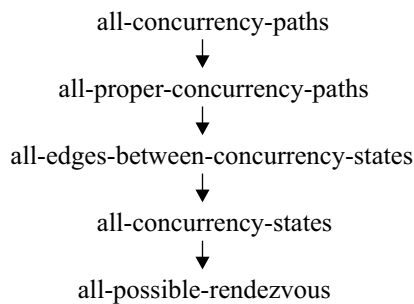 all-concurrency-paths
all-proper-concurrency-paths
all-edges-between-concurrency-states
all-concurrency-states
all-possible-rendezvous